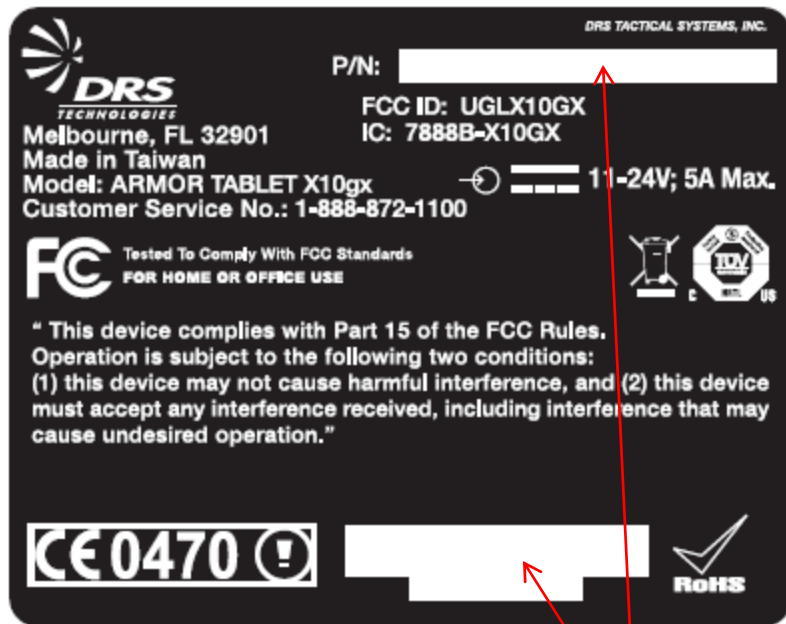 DRS TACTICAL SYSTEMS, INC.
DRS
TECHNOLOGIES
P/N:
FCC ID: UGLX10GX
IC: 7888B-X10GX
Melbourne, FL 32901
Made in Taiwan
Model: ARMOR TABLET X10gx
11-24V; 5A Max.
Customer Service No.: 1-888-872-1100
FC Tested To Comply With FCC Standards
FOR HOME OR OFFICE USE
TÜV
C NRTL US
“ This device complies with Part 15 of the FCC Rules.
Operation is subject to the following two conditions:
(1) this device may not cause harmful interference, and (2) this device
must accept any interference received, including interference that may
cause undesired operation.”
CE 0470 !
RoHS